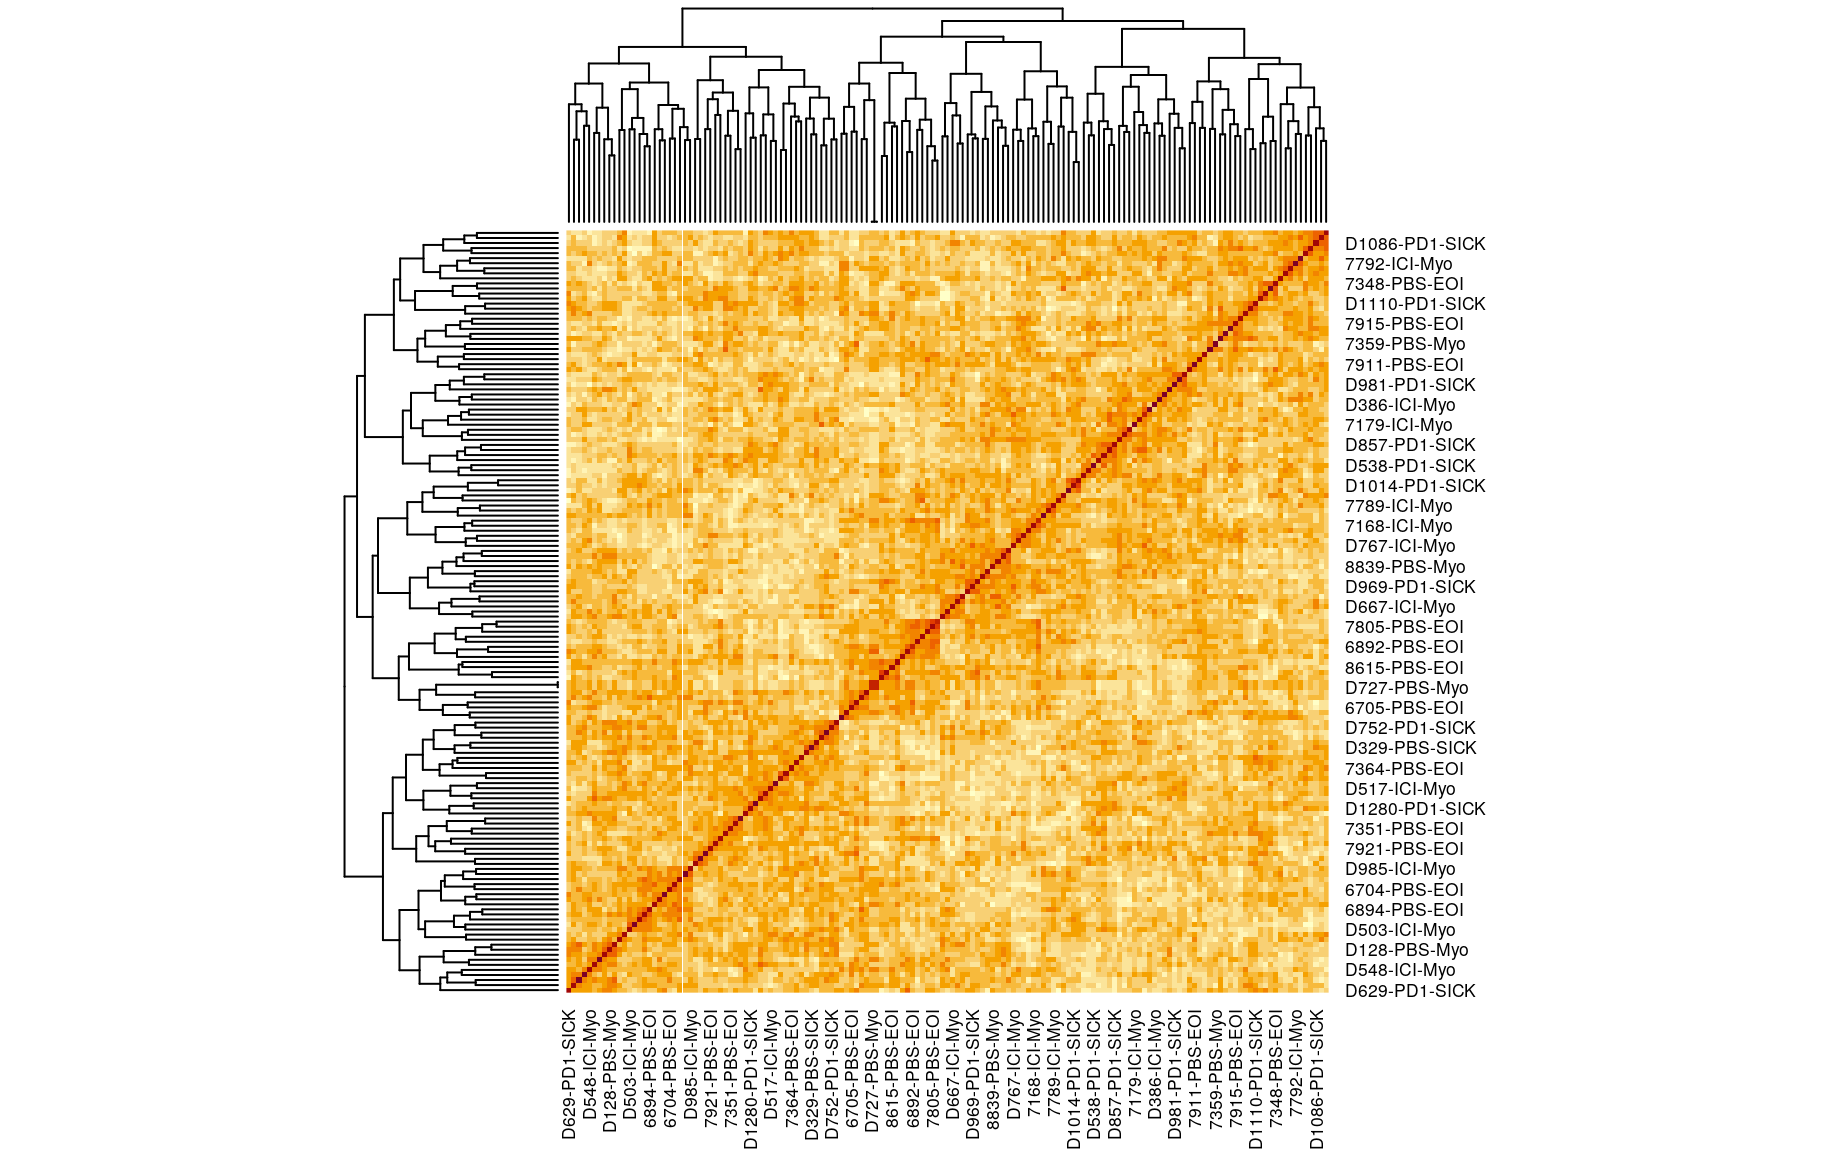 D1086-PD1-SICK
7792-ICI-Myo
7348-PBS-EOI
D1110-PD1-SICK
7915-PBS-EOI
7359-PBS-Myo
7911-PBS-EOI
D981-PD1-SICK
D386-ICI-Myo
7179-ICI-Myo
D857-PD1-SICK
D538-PD1-SICK
D1014-PD1-SICK
7789-ICI-Myo
7168-ICI-Myo
D767-ICI-Myo
8839-PBS-Myo
D969-PD1-SICK
D667-ICI-Myo
7805-PBS-EOI
6892-PBS-EOI
8615-PBS-EOI
D727-PBS-Myo
6705-PBS-EOI
D752-PD1-SICK
D329-PBS-SICK
7364-PBS-EOI
D517-ICI-Myo
D1280-PD1-SICK
7351-PBS-EOI
7921-PBS-EOI
D985-ICI-Myo
6704-PBS-EOI
6894-PBS-EOI
D503-ICI-Myo
D128-PBS-Myo
D548-ICI-Myo
D629-PD1-SICK
D629-PD1-SICK
D548-ICI-Myo
D128-PBS-Myo
D503-ICI-Myo
6894-PBS-EOI
6704-PBS-EOI
D985-ICI-Myo
7921-PBS-EOI
7351-PBS-EOI
D1280-PD1-SICK
D517-ICI-Myo
7364-PBS-EOI
D329-PBS-SICK
D752-PD1-SICK
6705-PBS-EOI
D727-PBS-Myo
8615-PBS-EOI
6892-PBS-EOI
7805-PBS-EOI
D667-ICI-Myo
D969-PD1-SICK
8839-PBS-Myo
D767-ICI-Myo
7168-ICI-Myo
7789-ICI-Myo
D1014-PD1-SICK
D538-PD1-SICK
D857-PD1-SICK
7179-ICI-Myo
D386-ICI-Myo
D981-PD1-SICK
7911-PBS-EOI
7359-PBS-Myo
7915-PBS-EOI
D1110-PD1-SICK
7348-PBS-EOI
7792-ICI-Myo
D1086-PD1-SICK